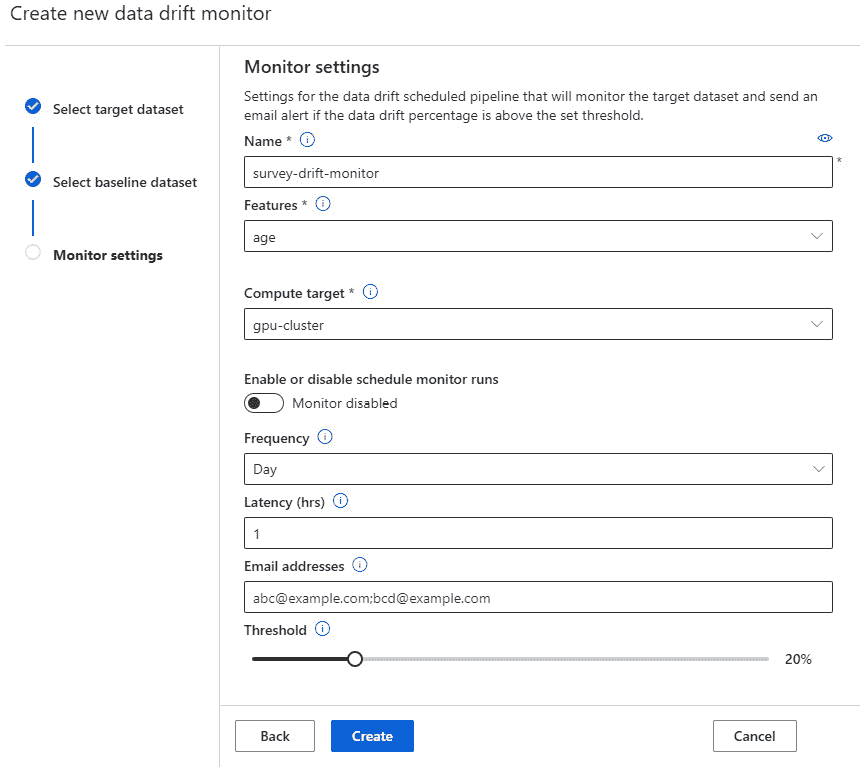 Create new data drift monitor
Select target dataset
Select baseline dataset
Monitor settings
Monitor settings
Settings for the data drift scheduled pipeline that will monitor the target dataset and send an
email alert if the data drift percentage is above the set threshold.
Name *
survey-drift-monitor
*
Features *
age
Compute target *
gpu-cluster
Enable or disable schedule monitor runs
Monitor disabled
Frequency
Day
Latency (hrs)
1
Email addresses
abc@example.com;bcd@example.com
Threshold
20%
Back
Create
Cancel